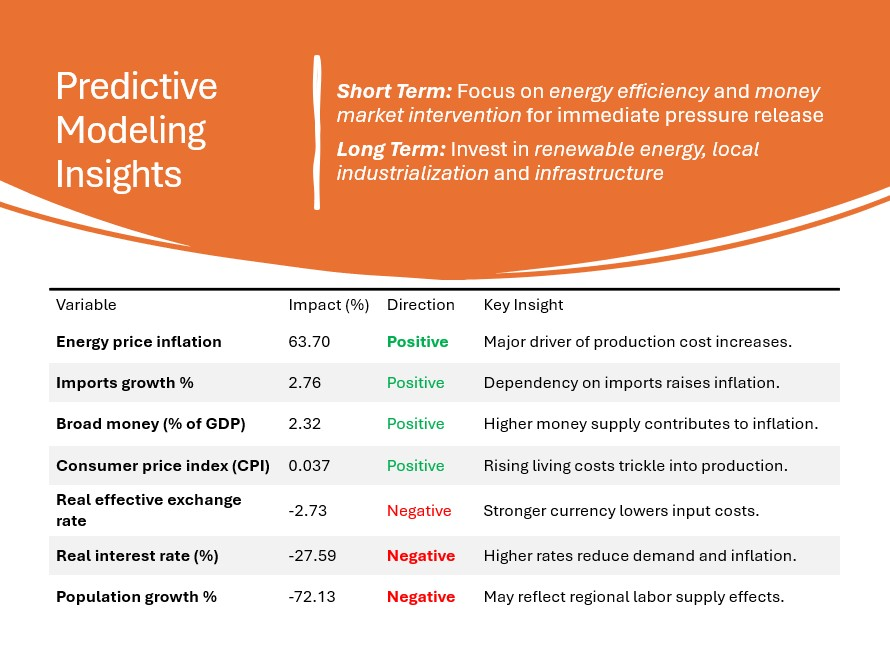 Predictive
Modeling
Insights
Short Term: Focus on energy efficiency and money
market intervention for immediate pressure release
Long Term: Invest in renewable energy, local
industrialization and infrastructure
Variable Impact (%) Direction Key Insight
Energy price inflation 63.70 Positive Major driver of production cost increases.
Imports growth % 2.76 Positive Dependency on imports raises inflation.
Broad money (% of GDP) 2.32 Positive Higher money supply contributes to inflation.
Consumer price index (CPI) 0.037 Positive Rising living costs trickle into production.
Real effective exchange
rate -2.73 Negative Stronger currency lowers input costs.
Real interest rate (%) -27.59 Negative Higher rates reduce demand and inflation.
Population growth % -72.13 Negative May reflect regional labor supply effects.